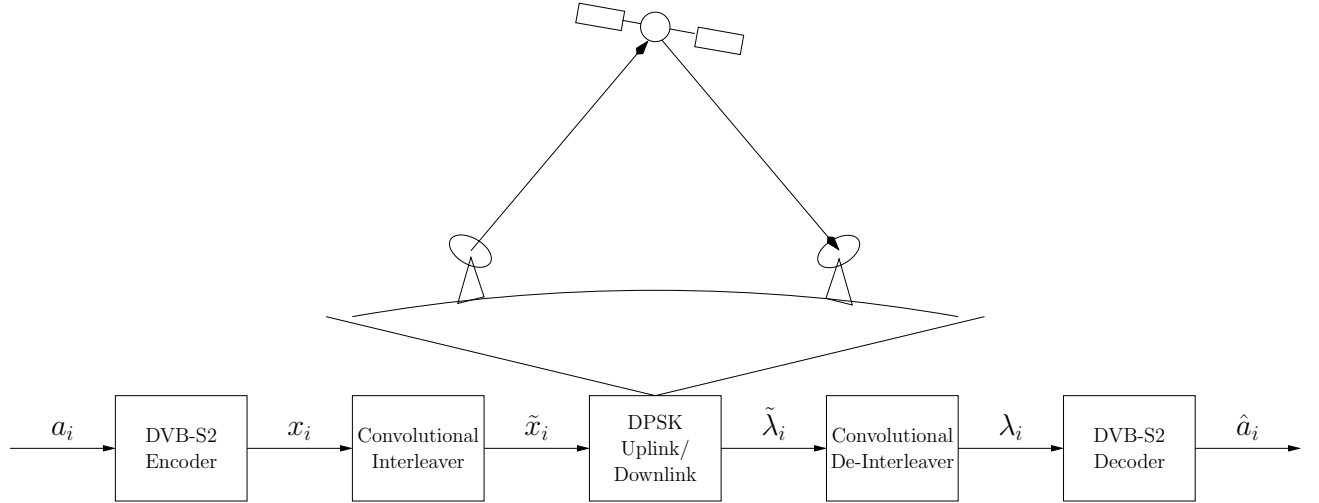 a_i
DVB-S2
Encoder
x_i
Convolutional
Interleaver
x̃_i
DPSK
Uplink/
Downlink
λ̃_i
Convolutional
De-Interleaver
λ_i
DVB-S2
Decoder
â_i